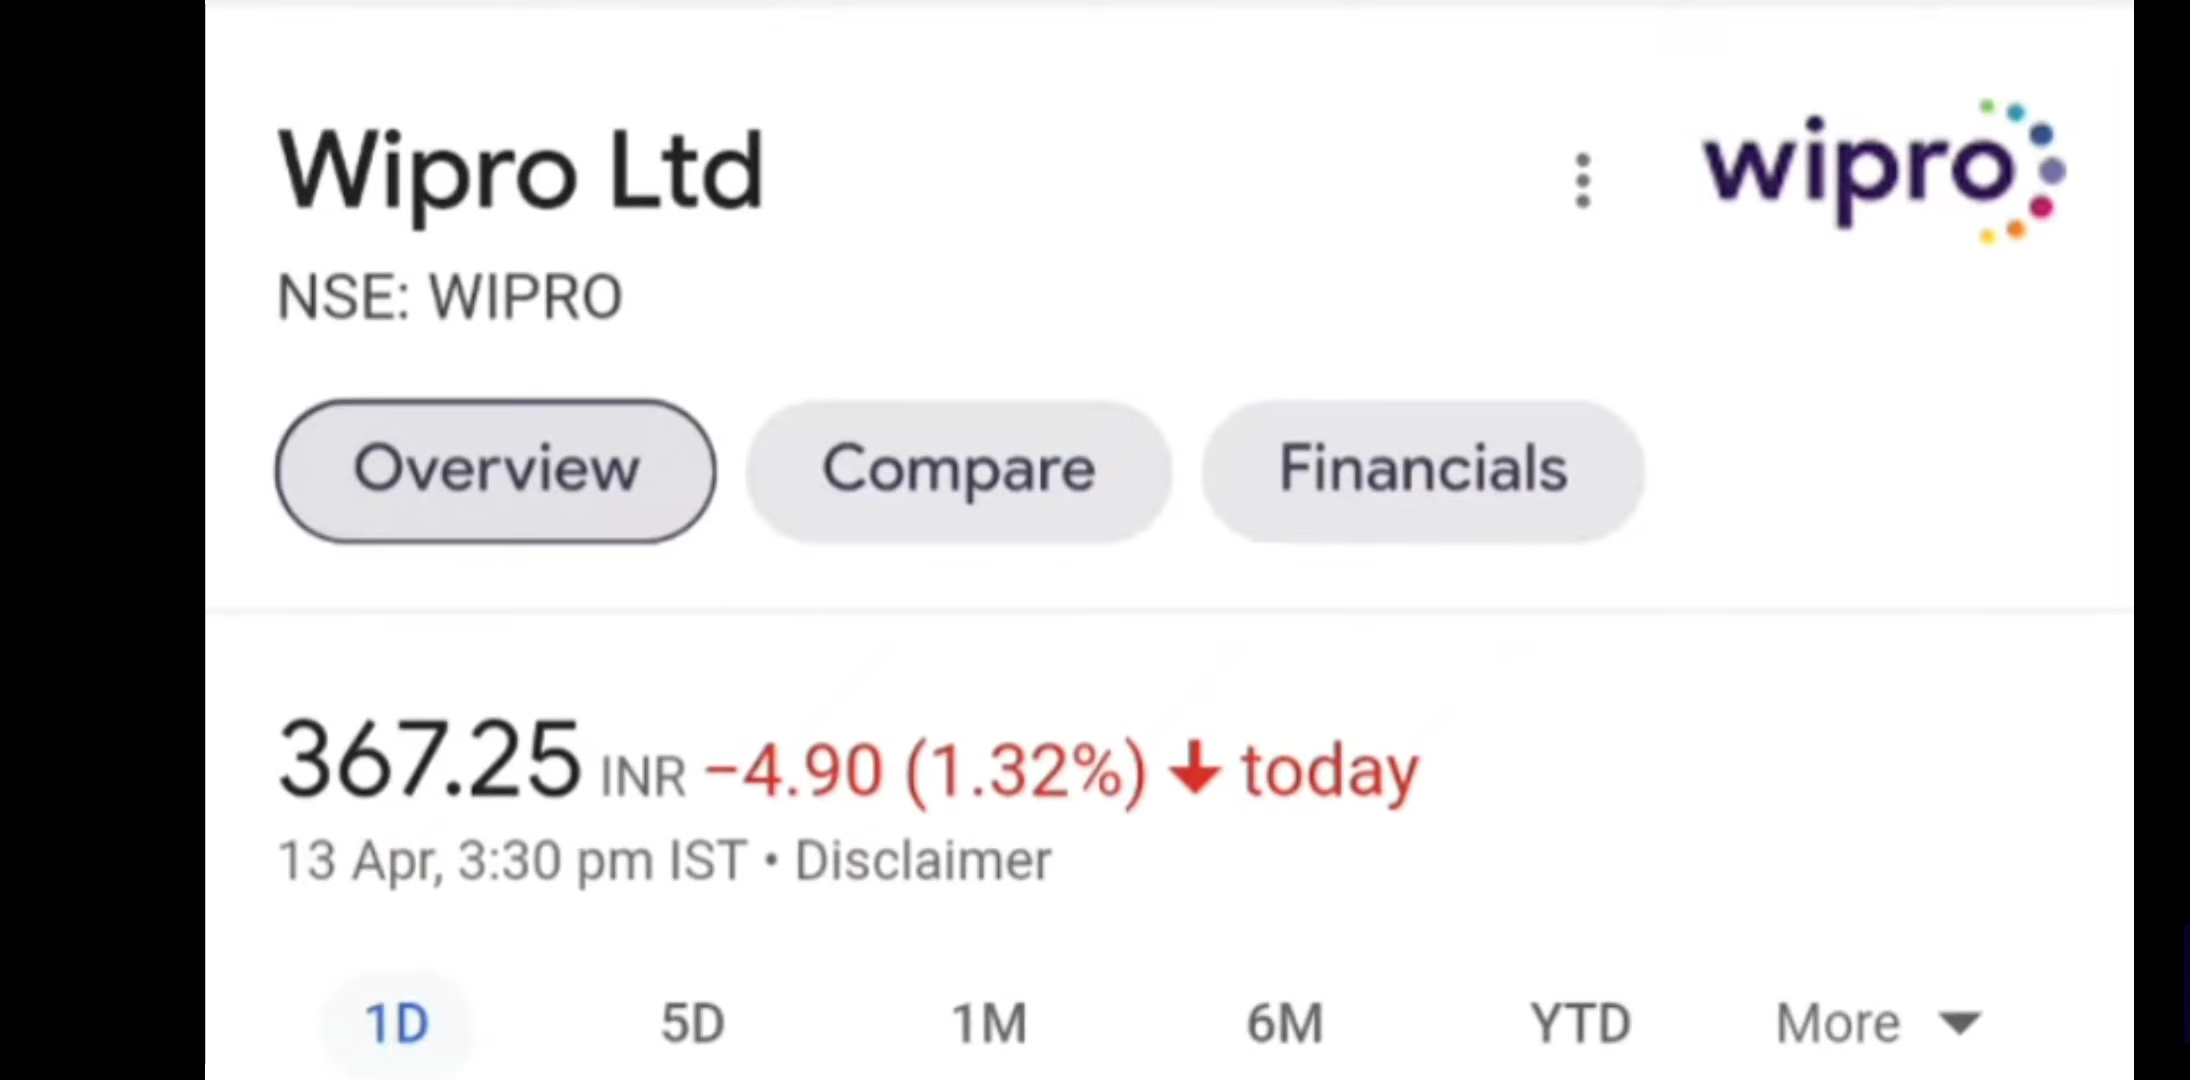 Wipro Ltd
wipro
NSE: WIPRO
Overview Compare Financials
367.25 INR −4.90 (1.32%) ↓ today
13 Apr, 3:30 pm IST • Disclaimer
1D 5D 1M 6M YTD More